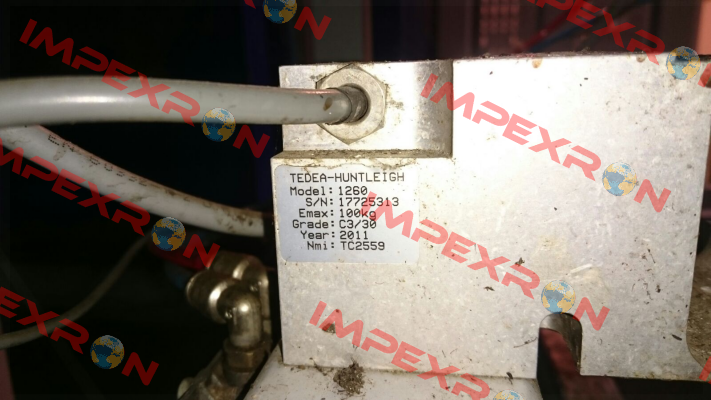 IMPEXRON
IMPEXRON
IMPEXRON
IMPEXRON
TEDEA-HUNTLEIGH
Model: 1260
S/N: 17725313
Emax: 100kg
Grade: C3/30
Year: 2011
Nmi: TC2559
IMPEXRON
IMPEXRON
IMPEXRON